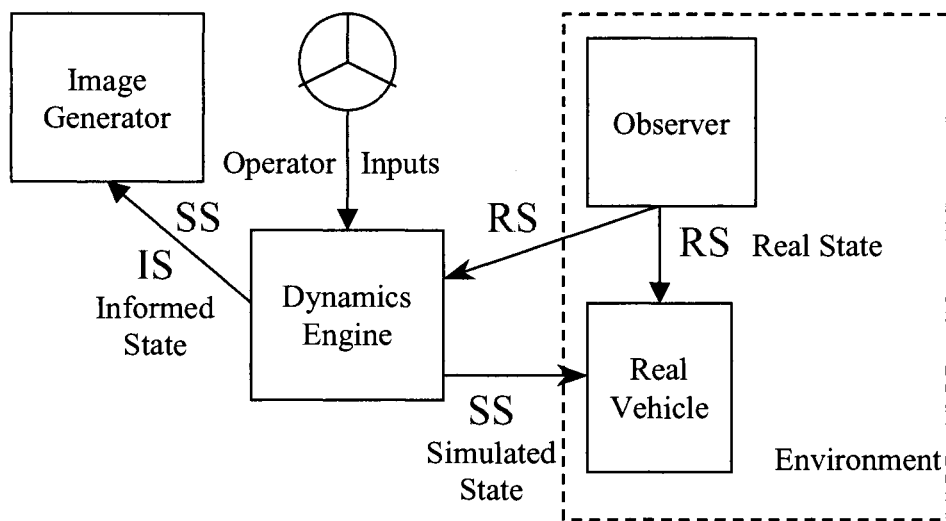 Image
Generator
Operator Inputs
Observer
SS
IS
Informed
State
RS
RS Real State
Dynamics
Engine
SS
Simulated
State
Real
Vehicle
Environment